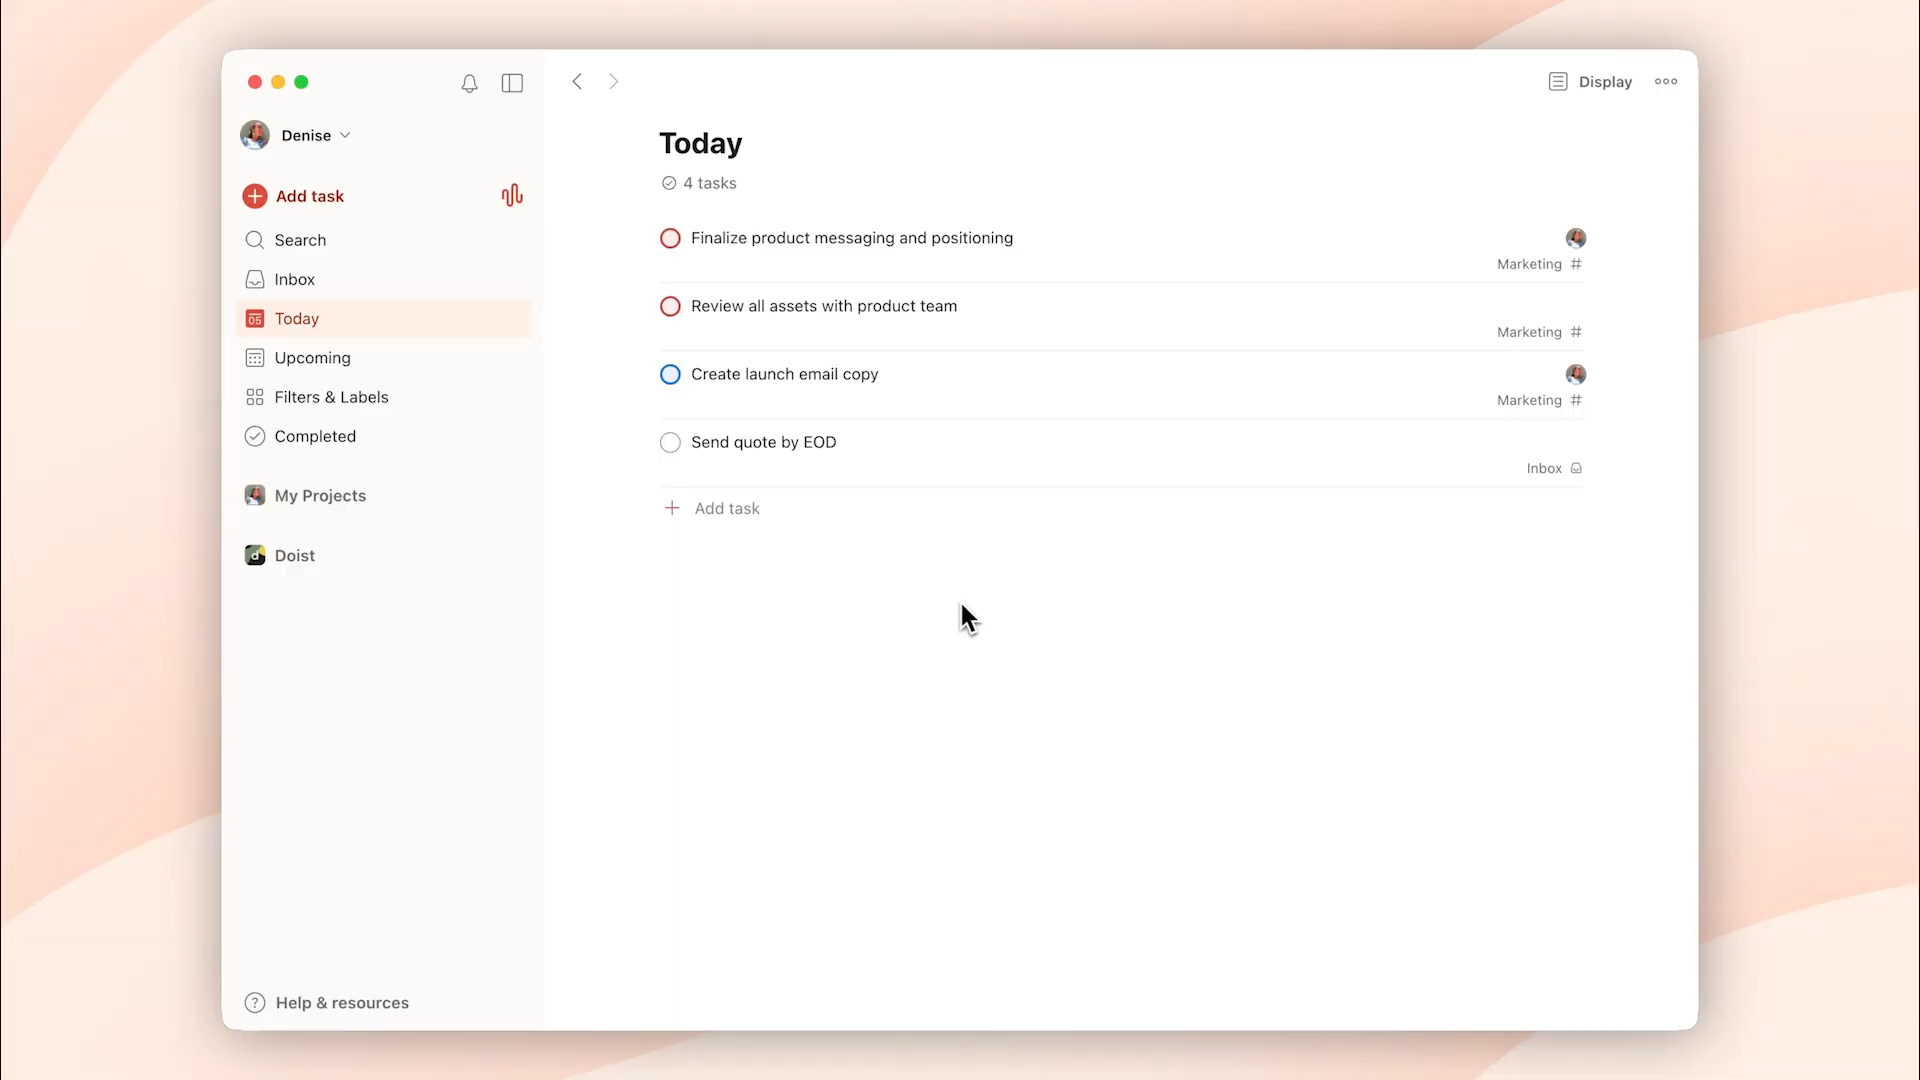 Display
Denise
Add task
Search
Inbox
05
Today
Upcoming
Filters & Labels
Completed
My Projects
d
Doist
Help & resources
Today
4 tasks
Finalize product messaging and positioning
Marketing #
Review all assets with product team
Marketing #
Create launch email copy
Marketing #
Send quote by EOD
Inbox
+ Add task